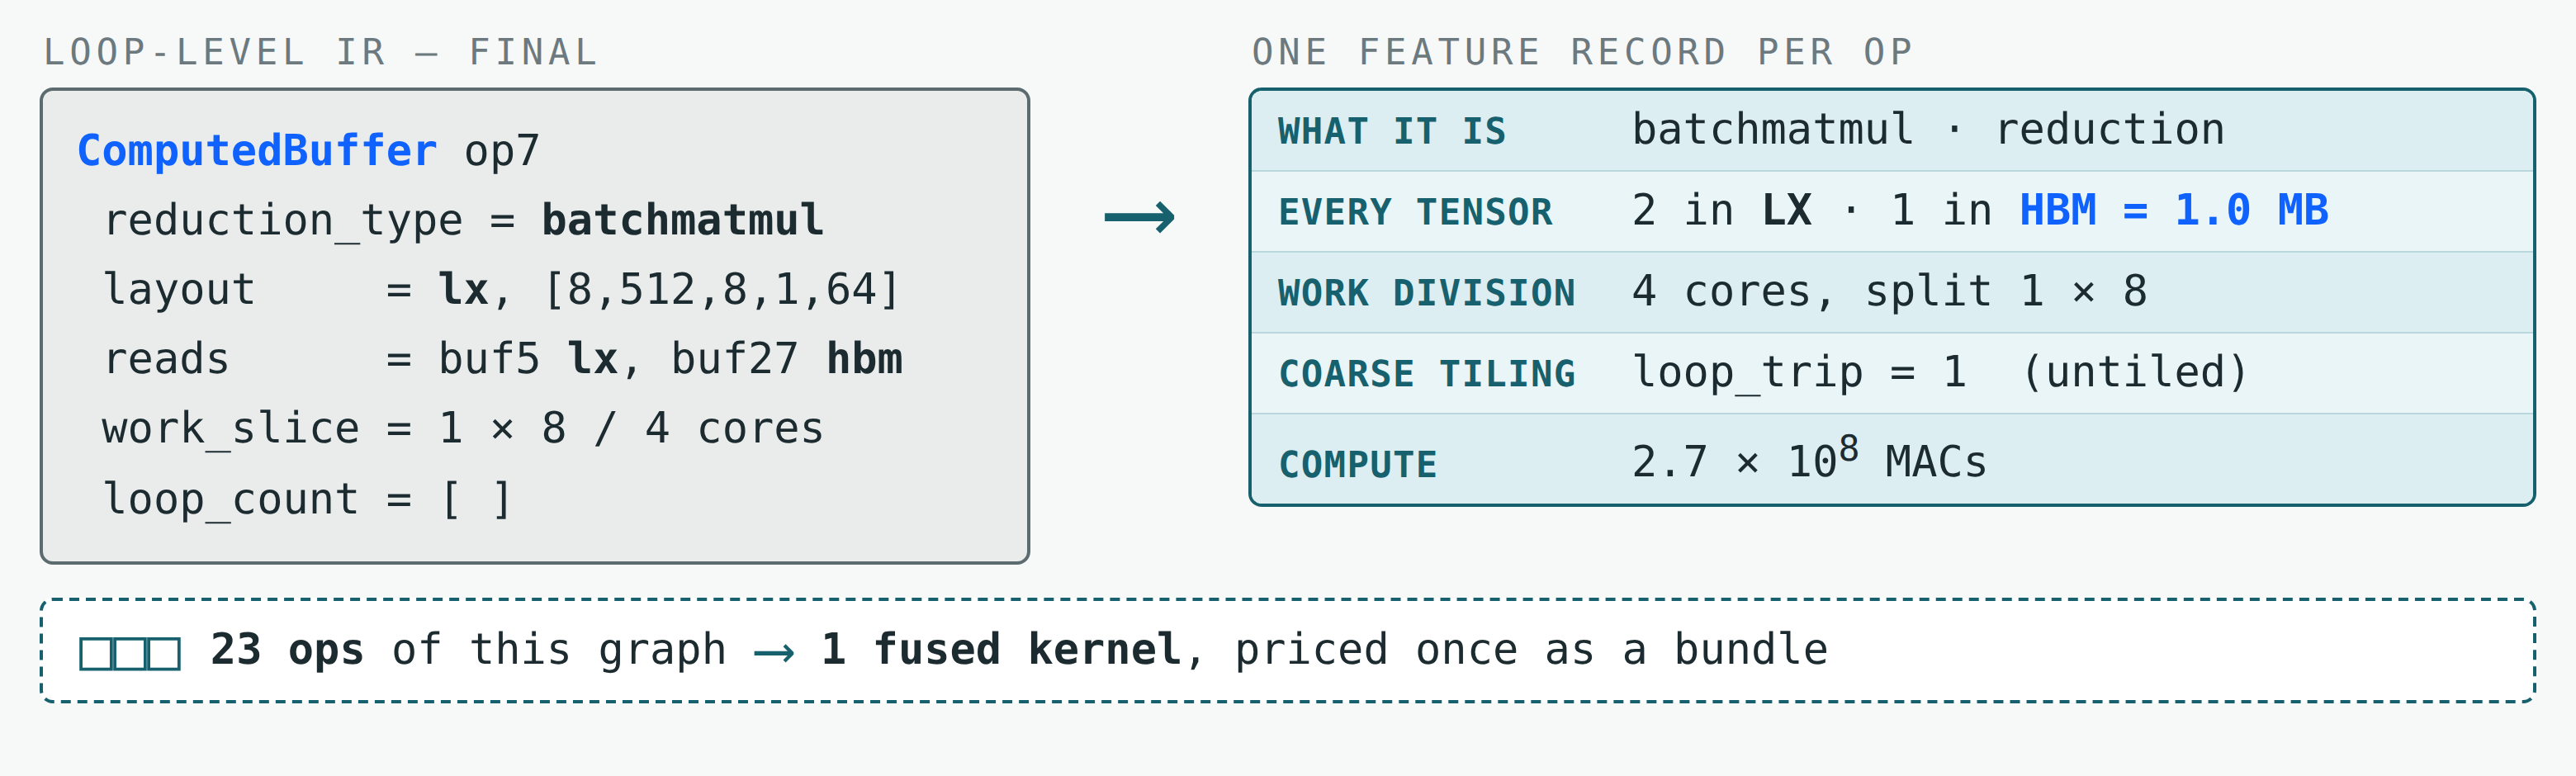 LOOP-LEVEL IR — FINAL
ComputedBuffer op7
reduction_type = batchmatmul
layout     = lx, [8,512,8,1,64]
reads      = buf5 lx, buf27 hbm
work_slice = 1 × 8 / 4 cores
loop_count = [ ]
→
ONE FEATURE RECORD PER OP
WHAT IT IS batchmatmul · reduction
EVERY TENSOR 2 in LX · 1 in HBM = 1.0 MB
WORK DIVISION 4 cores, split 1 × 8
COARSE TILING loop_trip = 1  (untiled)
COMPUTE 2.7 × 10⁸ MACs
□□□ 23 ops of this graph → 1 fused kernel, priced once as a bundle